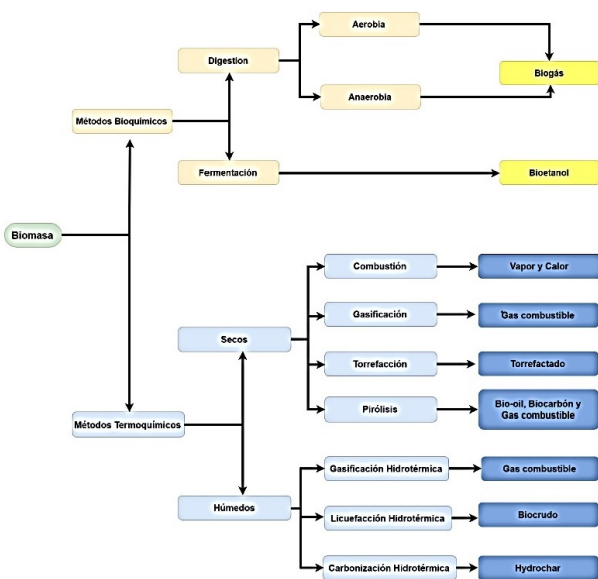 Aerobia
Digestion
Biogás
Anaerobia
Métodos Bioquímicos
Fermentación
Bioetanol
Biomasa
Combustión
Vapor y Calor
Gasificación
Gas combustible
Secos
Torrefacción
Torrefactado
Pirólisis
Bio-oil, Biocarbón y
Gas combustible
Métodos Termoquímicos
Gasificación Hidrotérmica
Gas combustible
Húmedos
Licuefacción Hidrotérmica
Biocrudo
Carbonización Hidrotérmica
Hydrochar